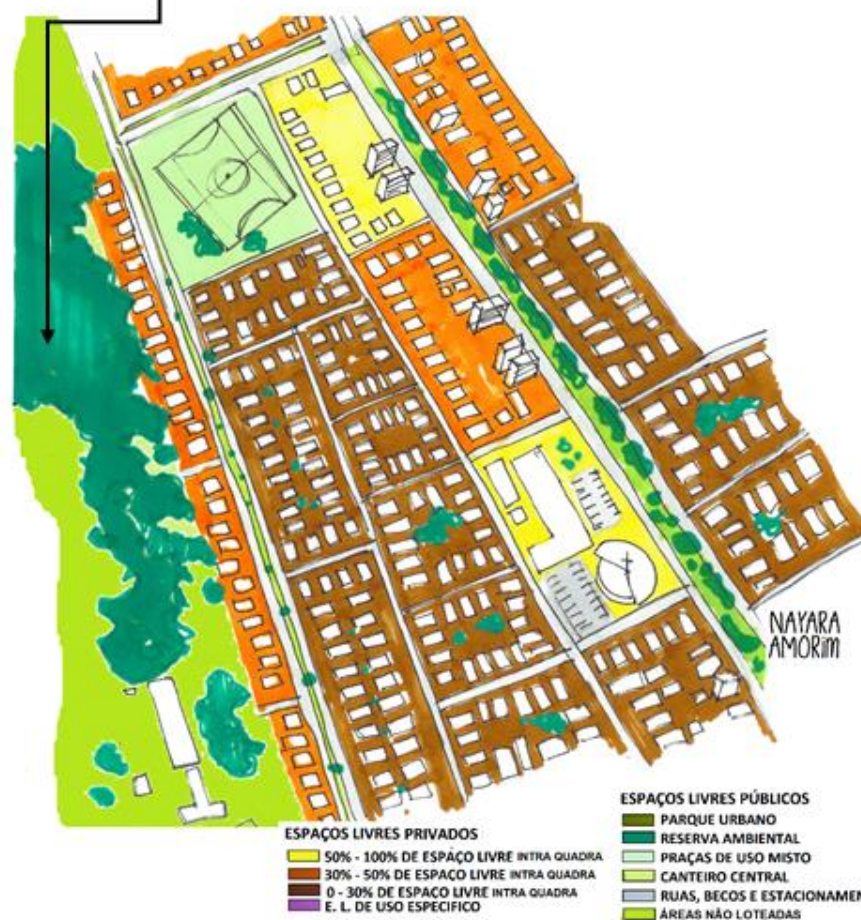 NAYARA
AMORIM
ESPAÇOS LIVRES PRIVADOS
50% - 100% DE ESPAÇO LIVRE INTRA QUADRA
30% - 50% DE ESPAÇO LIVRE INTRA QUADRA
0 - 30% DE ESPAÇO LIVRE INTRA QUADRA
E. L. DE USO ESPECIFICO
ESPAÇOS LIVRES PÚBLICOS
PARQUE URBANO
RESERVA AMBIENTAL
PRAÇAS DE USO MISTO
CANTEIRO CENTRAL
RUAS, BECOS E ESTACIONAMEN
ÁREAS NÃO LOTEADAS